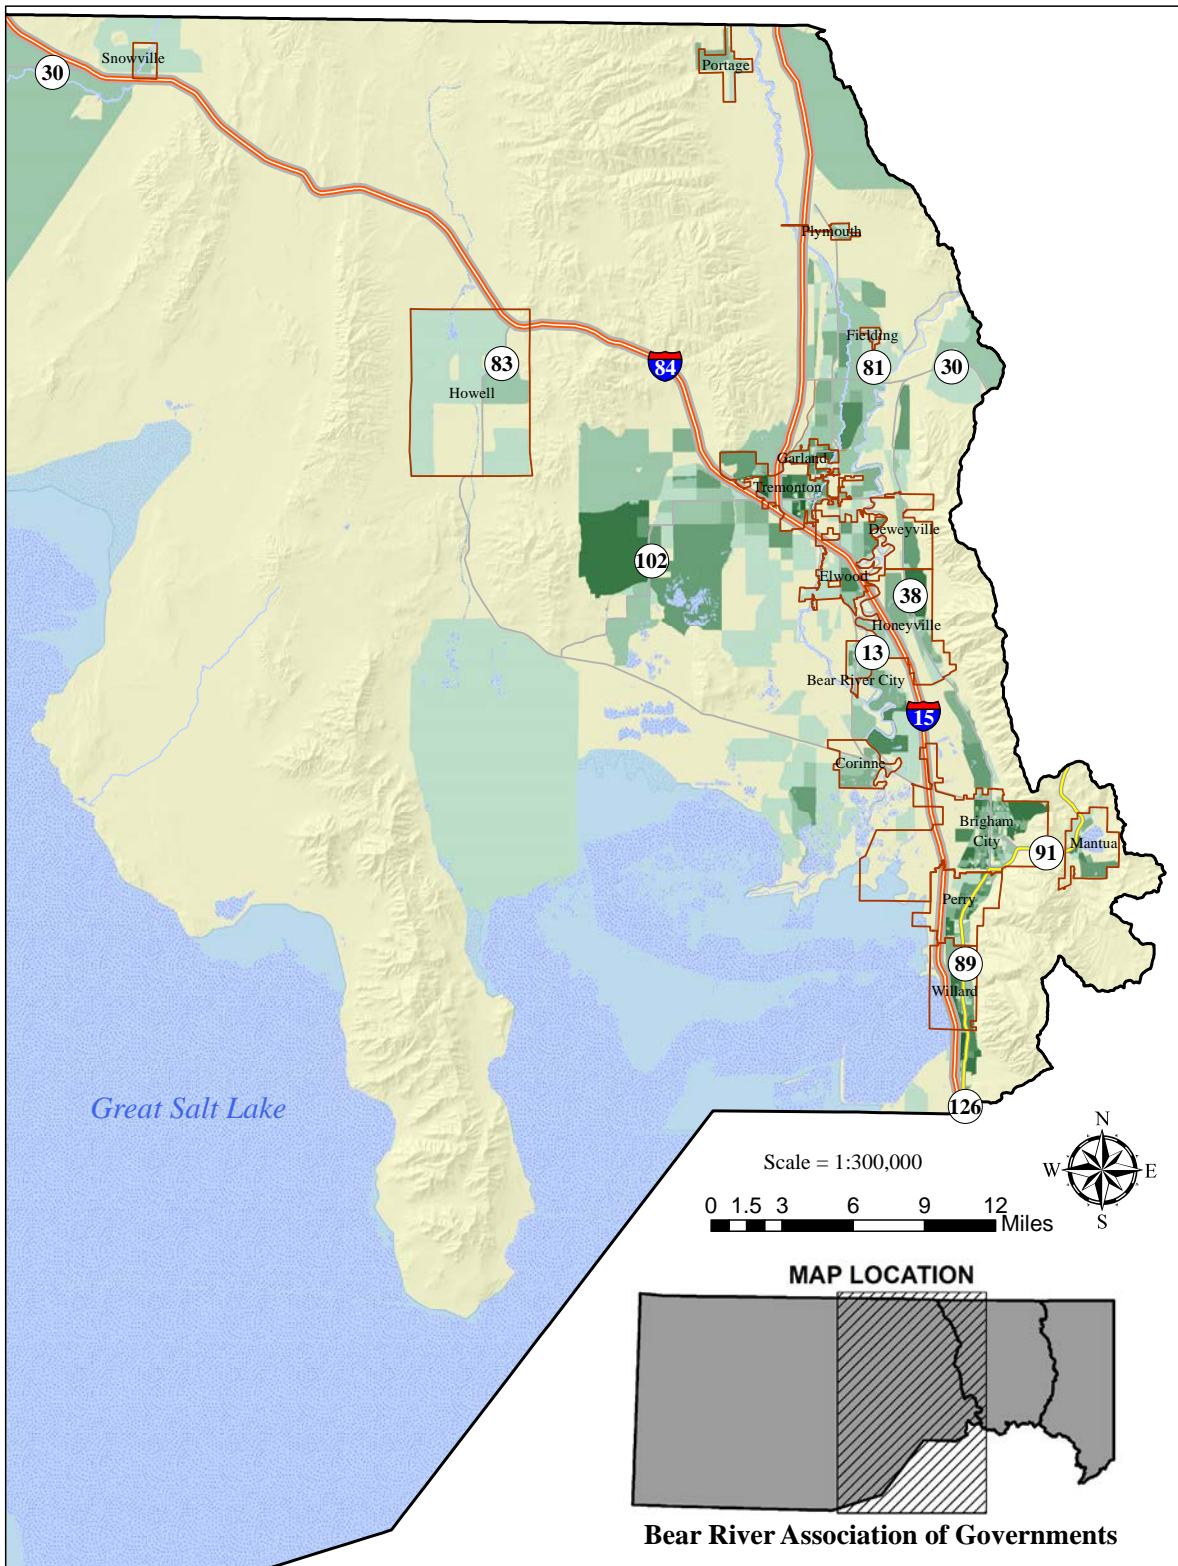 Snowville
30
Portage
Plymouth
Fielding
83
84
81
30
Howell
Garland
Tremonton
Deweyville
102
Elwood
38
Honeyville
13
Bear River City
15
Corinne
Brigham
City
Mantua
91
Perry
89
Willard
Great Salt Lake
126
N
W
E
S
Scale = 1:300,000
0 1.5 3 6 9 12
Miles
MAP LOCATION
Bear River Association of Governments